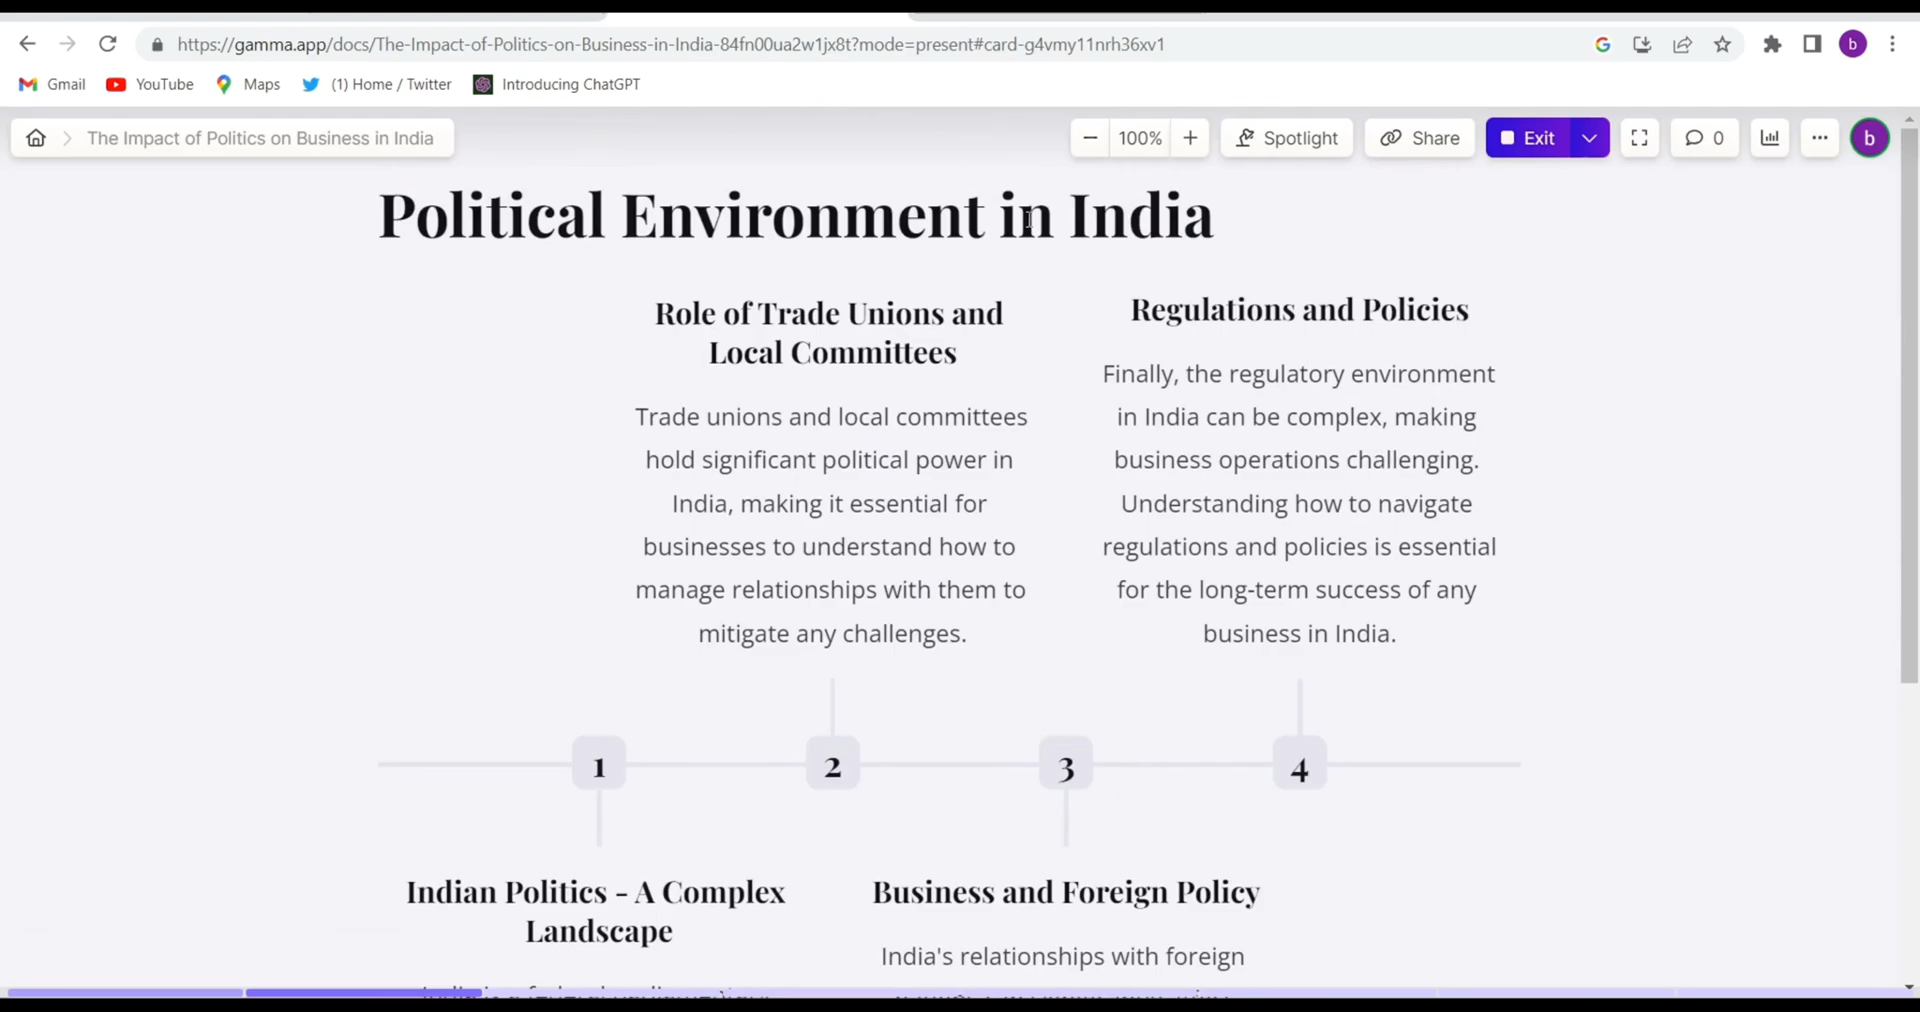 https://gamma.app/docs/The-Impact-of-Politics-on-Business-in-India-84fn00ua2w1jx8t?mode=present#card-g4vmy11nrh36xv1
b
Gmail
YouTube
Maps
(1) Home / Twitter
Introducing ChatGPT
The Impact of Politics on Business in India
100%
Spotlight
Share
Exit
0
b
Political Environment in India
Role of Trade Unions and
Local Committees
Trade unions and local committees
hold significant political power in
India, making it essential for
businesses to understand how to
manage relationships with them to
mitigate any challenges.
Regulations and Policies
Finally, the regulatory environment
in India can be complex, making
business operations challenging.
Understanding how to navigate
regulations and policies is essential
for the long-term success of any
business in India.
1
2
3
4
Indian Politics - A Complex
Landscape
Business and Foreign Policy
India's relationships with foreign